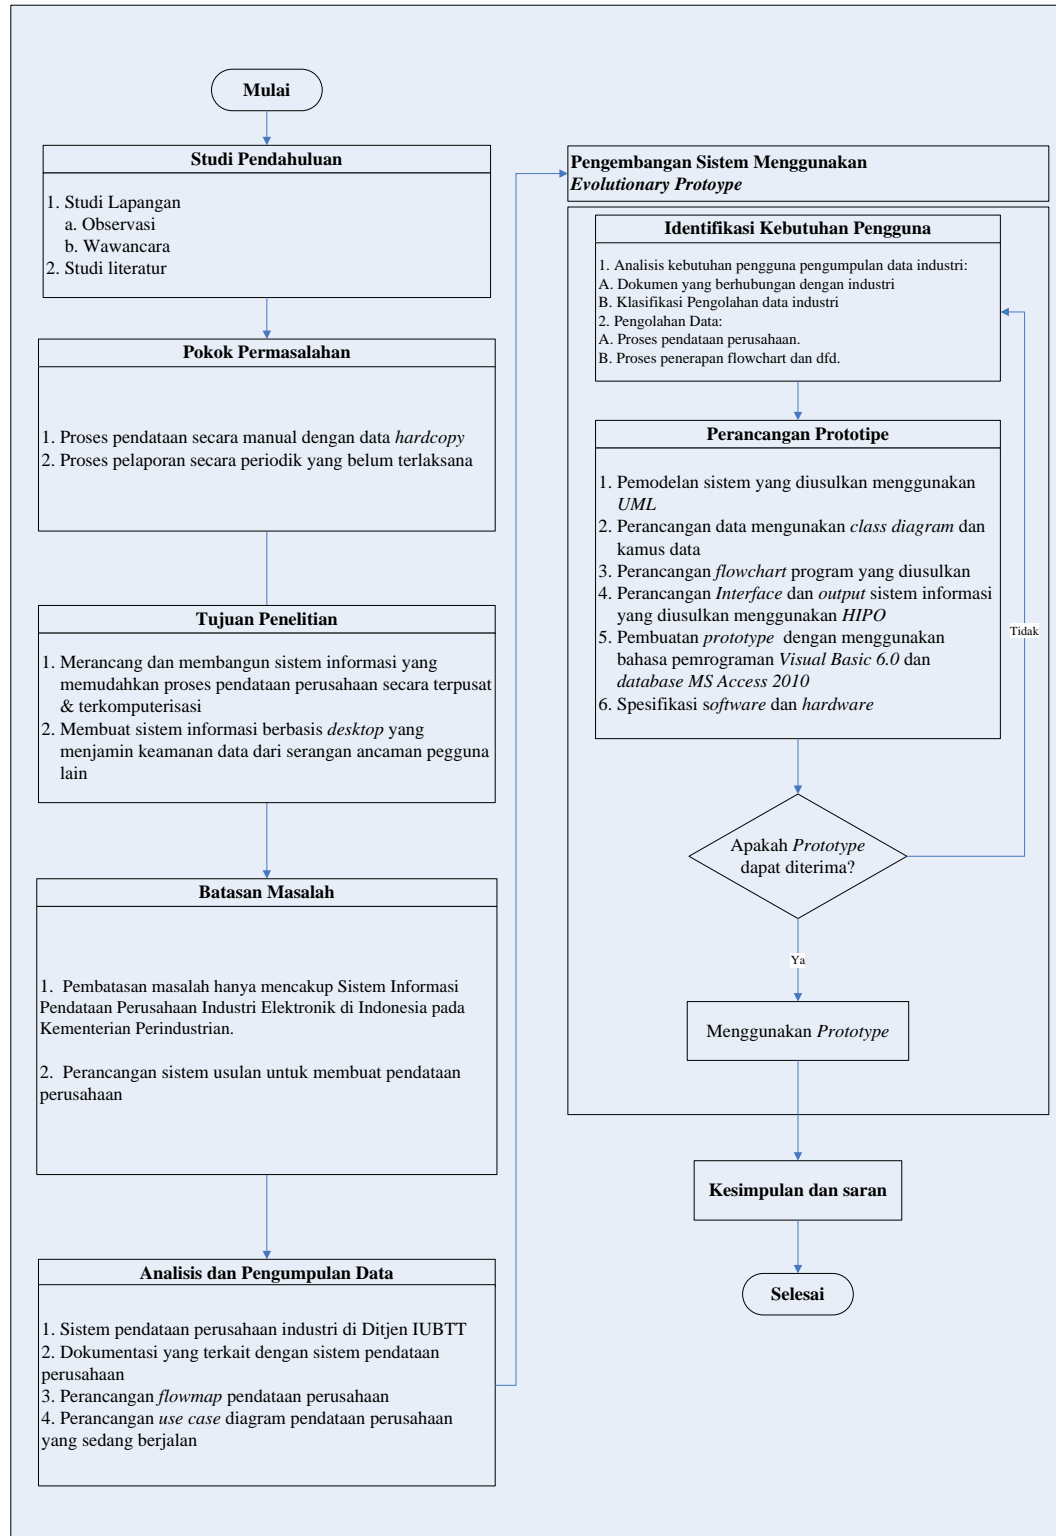 Mulai
Studi Pendahuluan
1. Studi Lapangan
a. Observasi
b. Wawancara
2. Studi literatur
Pokok Permasalahan
1. Proses pendataan secara manual dengan data hardcopy
2. Proses pelaporan secara periodik yang belum terlaksana
Tujuan Penelitian
1. Merancang dan membangun sistem informasi yang
memudahkan proses pendataan perusahaan secara terpusat
& terkomputerisasi
2. Membuat sistem informasi berbasis desktop yang
menjamin keamanan data dari serangan ancaman pegguna
lain
Batasan Masalah
1. Pembatasan masalah hanya mencakup Sistem Informasi
Pendataan Perusahaan Industri Elektronik di Indonesia pada
Kementerian Perindustrian.
2. Perancangan sistem usulan untuk membuat pendataan
perusahaan
Analisis dan Pengumpulan Data
1. Sistem pendataan perusahaan industri di Ditjen IUBTT
2. Dokumentasi yang terkait dengan sistem pendataan
perusahaan
3. Perancangan flowmap pendataan perusahaan
4. Perancangan use case diagram pendataan perusahaan
yang sedang berjalan
Pengembangan Sistem Menggunakan
Evolutionary Protoype
Identifikasi Kebutuhan Pengguna
1. Analisis kebutuhan pengguna pengumpulan data industri:
A. Dokumen yang berhubungan dengan industri
B. Klasifikasi Pengolahan data industri
2. Pengolahan Data:
A. Proses pendataan perusahaan.
B. Proses penerapan flowchart dan dfd.
Perancangan Prototipe
1. Pemodelan sistem yang diusulkan menggunakan
UML
2. Perancangan data mengunakan class diagram dan
kamus data
3. Perancangan flowchart program yang diusulkan
4. Perancangan Interface dan output sistem informasi
yang diusulkan menggunakan HIPO
5. Pembuatan prototype dengan menggunakan
bahasa pemrograman Visual Basic 6.0 dan
database MS Access 2010
6. Spesifikasi software dan hardware
Tidak
Apakah Prototype
dapat diterima?
Ya
Menggunakan Prototype
Kesimpulan dan saran
Selesai